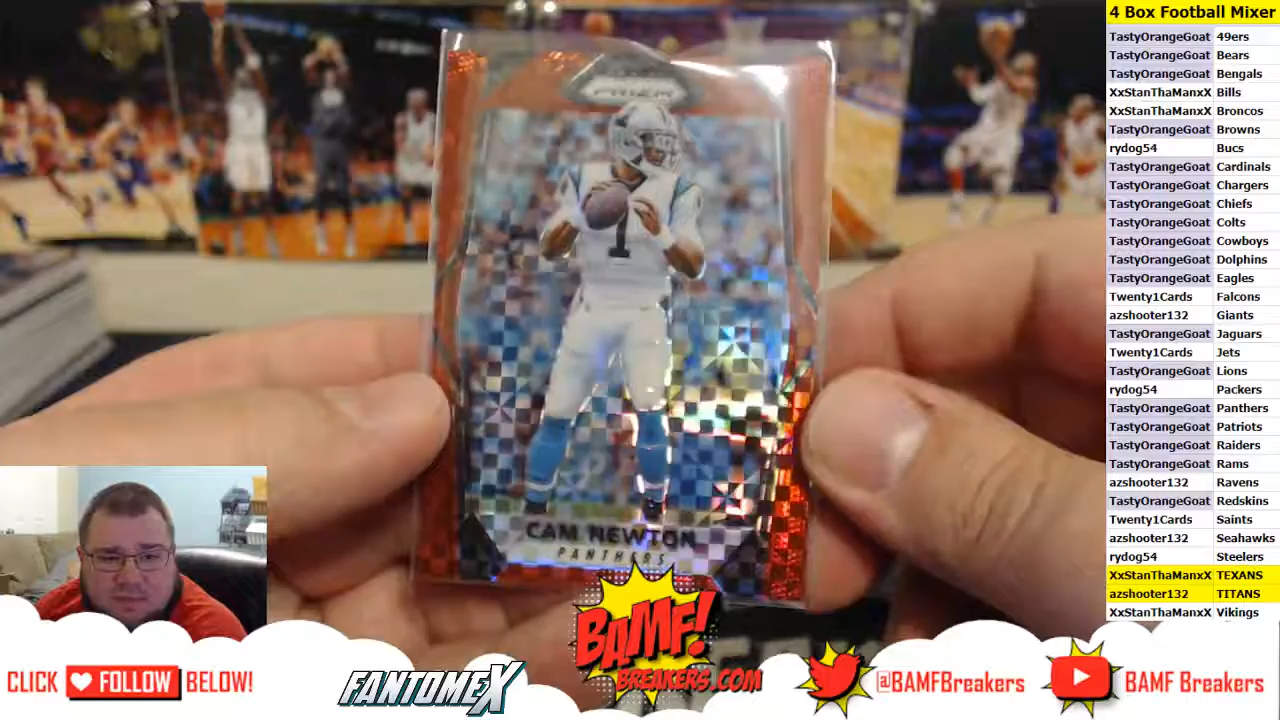 PRIZM
1
CAM NEWTON
PANTHERS
4 Box Football Mixer
TastyOrangeGoat 49ers
TastyOrangeGoat Bears
TastyOrangeGoat Bengals
XxStanThaManxX Bills
XxStanThaManxX Broncos
TastyOrangeGoat Browns
rydog54 Bucs
TastyOrangeGoat Cardinals
TastyOrangeGoat Chargers
TastyOrangeGoat Chiefs
TastyOrangeGoat Colts
TastyOrangeGoat Cowboys
TastyOrangeGoat Dolphins
TastyOrangeGoat Eagles
Twenty1Cards Falcons
azshooter132 Giants
TastyOrangeGoat Jaguars
Twenty1Cards Jets
TastyOrangeGoat Lions
rydog54 Packers
TastyOrangeGoat Panthers
TastyOrangeGoat Patriots
TastyOrangeGoat Raiders
TastyOrangeGoat Rams
azshooter132 Ravens
TastyOrangeGoat Redskins
Twenty1Cards Saints
azshooter132 Seahawks
rydog54 Steelers
XxStanThaManxX TEXANS
azshooter132 TITANS
XxStanThaManxX Vikings
CLICK FOLLOW BELOW!
FANTOMEX
BAMF!
BREAKERS.COM
@BAMFBreakers
BAMF Breakers